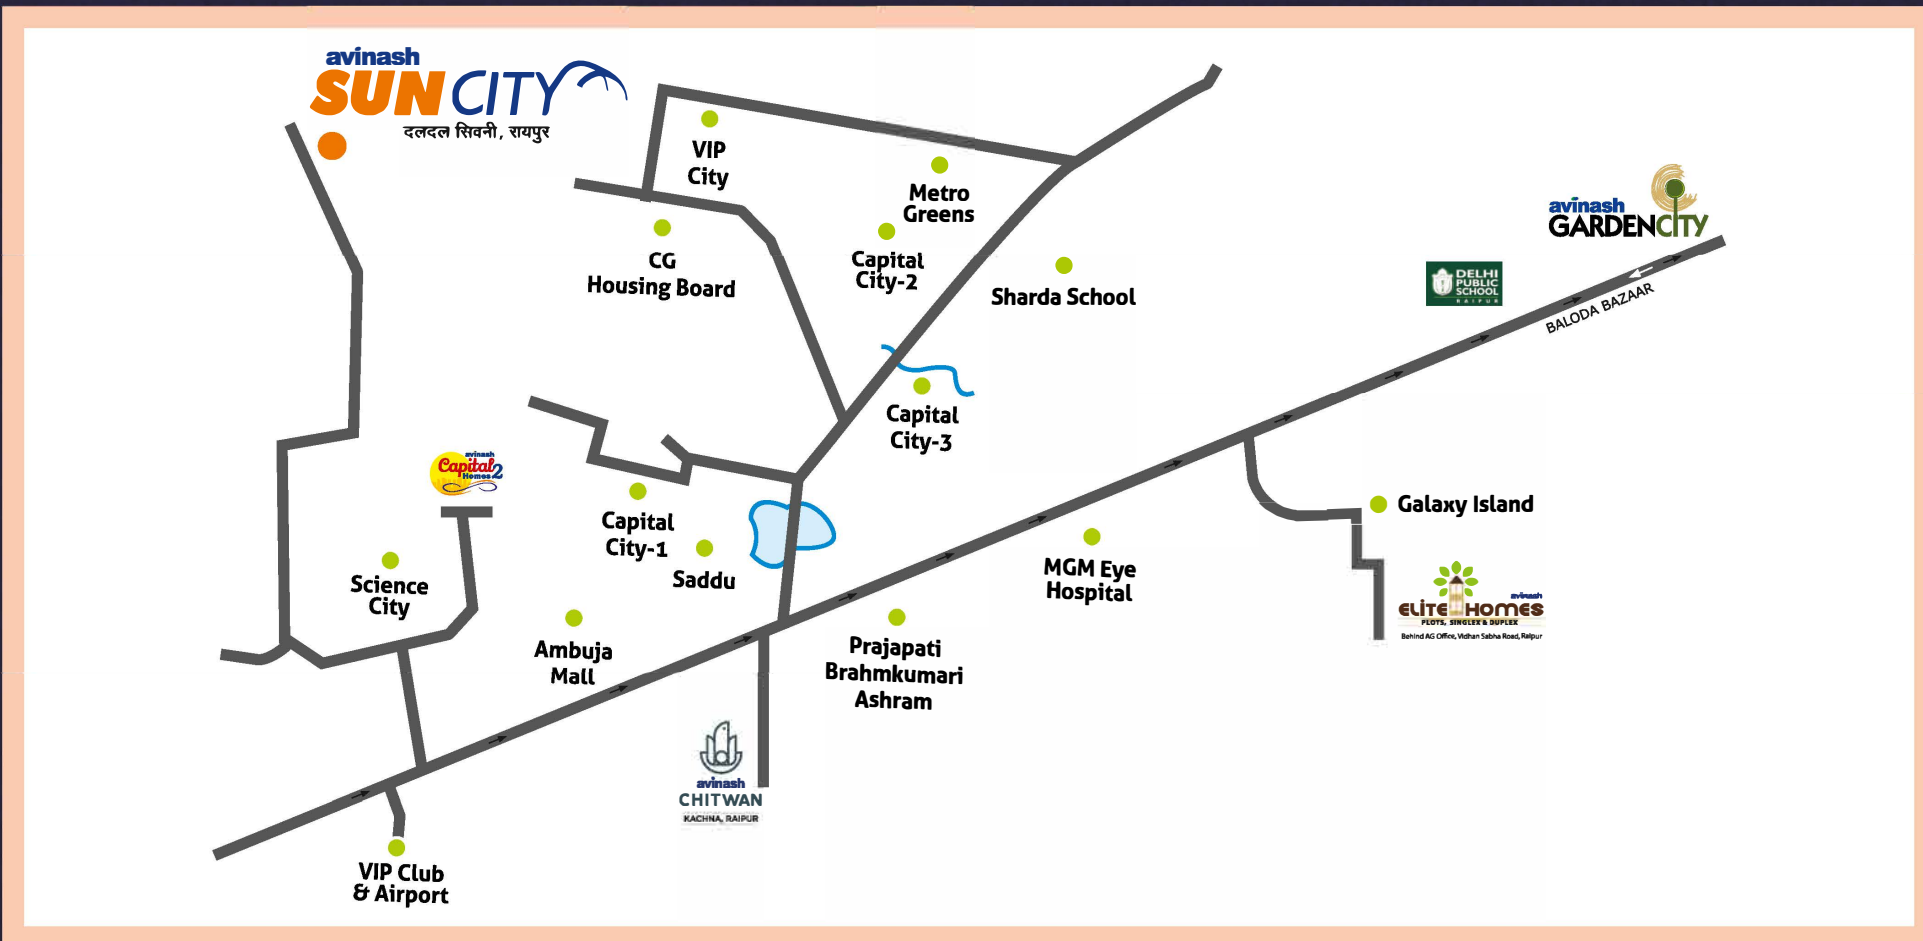 avinash
SUN CITY
दलदल सिवनी, रायपुर
VIP
City
Metro
Greens
CG
Housing Board
Capital
City-2
Sharda School
avinash
GARDENCITY
DELHI
PUBLIC
SCHOOL
RAIPUR
BALODA BAZAAR
Capital
City-3
avinash
Capital 2
Homes
Capital
City-1
Saddu
Science
City
Ambuja
Mall
Galaxy Island
MGM Eye
Hospital
avinash
ELITE HOMES
PLOTS, SINGLEX & DUPLEX
Behind AG Office, Vidhan Sabha Road, Raipur
Prajapati
Brahmkumari
Ashram
avinash
CHITWAN
KACHNA, RAIPUR
VIP Club
& Airport